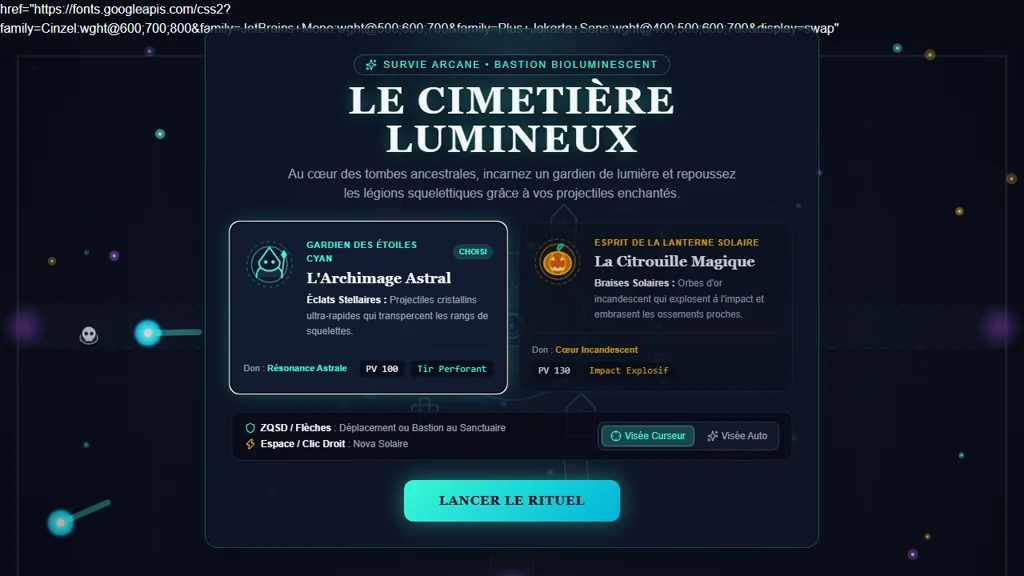 href="https://fonts.googleapis.com/css2?
family=Cinzel:wght@600;700;800&family=JetBrains+Mono:wght@500;600;700&family=Plus+Jakarta+Sans:wght@400;500;600;700&display=swap"
SURVIE ARCANE • BASTION BIOLUMINESCENT
LE CIMETIÈRE
LUMINEUX
Au cœur des tombes ancestrales, incarnez un gardien de lumière et repoussez
les légions squelettiques grâce à vos projectiles enchantés.
GARDIEN DES ÉTOILES
CYAN
CHOISI
L'Archimage Astral
Éclats Stellaires : Projectiles cristallins
ultra-rapides qui transpercent les rangs de
squelettes.
Don : Résonance Astrale
PV 100
Tir Perforant
ESPRIT DE LA LANTERNE SOLAIRE
La Citrouille Magique
Braises Solaires : Orbes d'or
incandescent qui explosent à l'impact et
embrasent les ossements proches.
Don : Cœur Incandescent
PV 130
Impact Explosif
ZQSD / Flèches : Déplacement ou Bastion au Sanctuaire
Espace / Clic Droit : Nova Solaire
Visée Curseur
Visée Auto
LANCER LE RITUEL